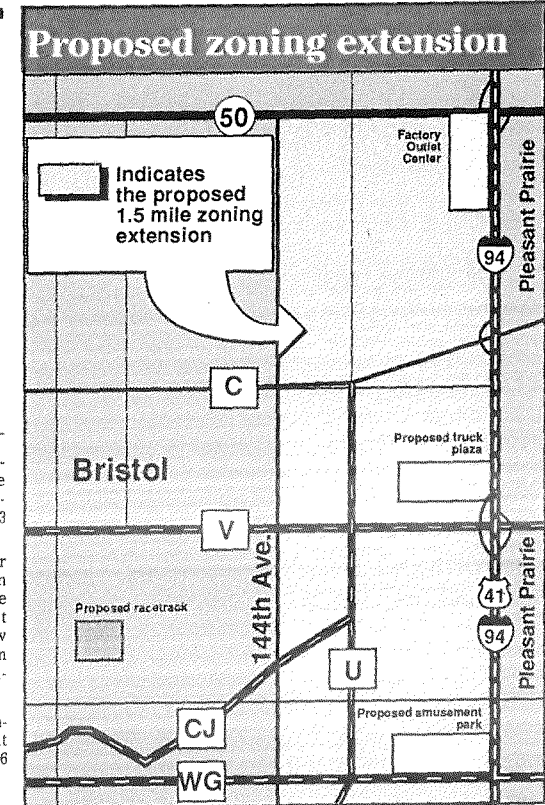 Proposed zoning extension
50
Factory
Outlet
Center
Indicates
the proposed
1.5 mile zoning
extension
Pleasant Prairie
94
C
Proposed truck
plaza
Bristol
V
144th Ave.
41
Proposed racetrack
94
Pleasant Prairie
U
CJ
Proposed amusement
park
WG